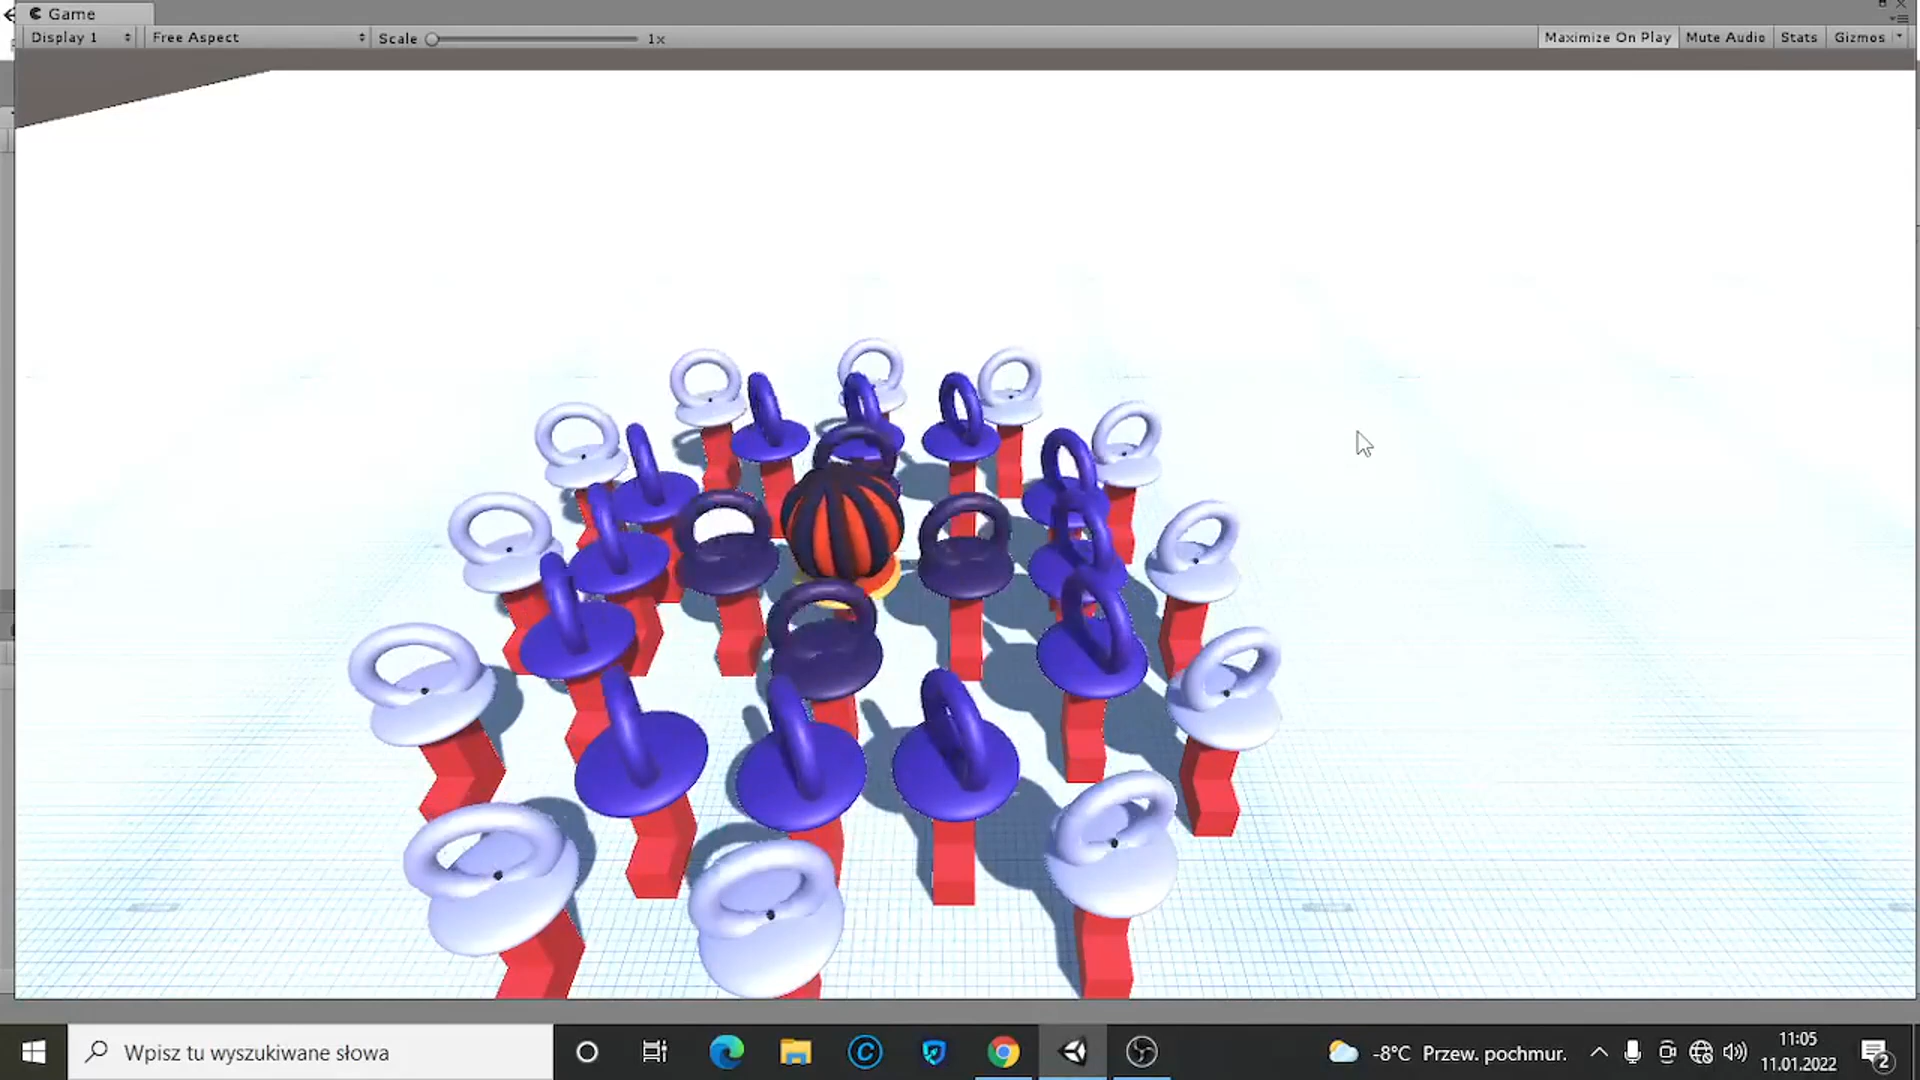 Game
Display 1 Free Aspect Scale 1x Maximize On Play Mute Audio Stats Gizmos
Wpisz tu wyszukiwane słowa -8°C Przew. pochmur. 11:05
11.01.2022 2